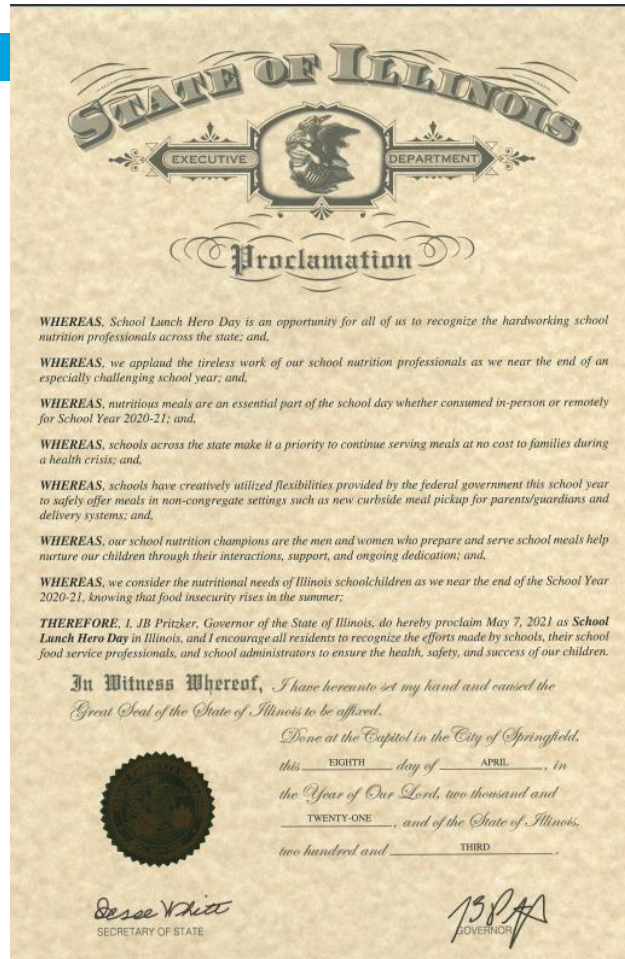 STATE OF ILLINOIS
EXECUTIVE DEPARTMENT
Proclamation
WHEREAS, School Lunch Hero Day is an opportunity for all of us to recognize the hardworking school
nutrition professionals across the state; and,
WHEREAS, we applaud the tireless work of our school nutrition professionals as we near the end of an
especially challenging school year; and,
WHEREAS, nutritious meals are an essential part of the school day whether consumed in-person or remotely
for School Year 2020-21; and,
WHEREAS, schools across the state make it a priority to continue serving meals at no cost to families during
a health crisis; and,
WHEREAS, schools have creatively utilized flexibilities provided by the federal government this school year
to safely offer meals in non-congregate settings such as new curbside meal pickup for parents/guardians and
delivery systems; and,
WHEREAS, our school nutrition champions are the men and women who prepare and serve school meals help
nurture our children through their interactions, support, and ongoing dedication; and,
WHEREAS, we consider the nutritional needs of Illinois schoolchildren as we near the end of the School Year
2020-21, knowing that food insecurity rises in the summer;
THEREFORE, I, JB Pritzker, Governor of the State of Illinois, do hereby proclaim May 7, 2021 as School
Lunch Hero Day in Illinois, and I encourage all residents to recognize the efforts made by schools, their school
food service professionals, and school administrators to ensure the health, safety, and success of our children.
In Witness Whereof, I have hereunto set my hand and caused the
Great Seal of the State of Illinois to be affixed.
Done at the Capitol in the City of Springfield,
this EIGHTH day of APRIL, in
the Year of Our Lord, two thousand and
TWENTY-ONE, and of the State of Illinois,
two hundred and THIRD.
Jesse White
SECRETARY OF STATE
GOVERNOR